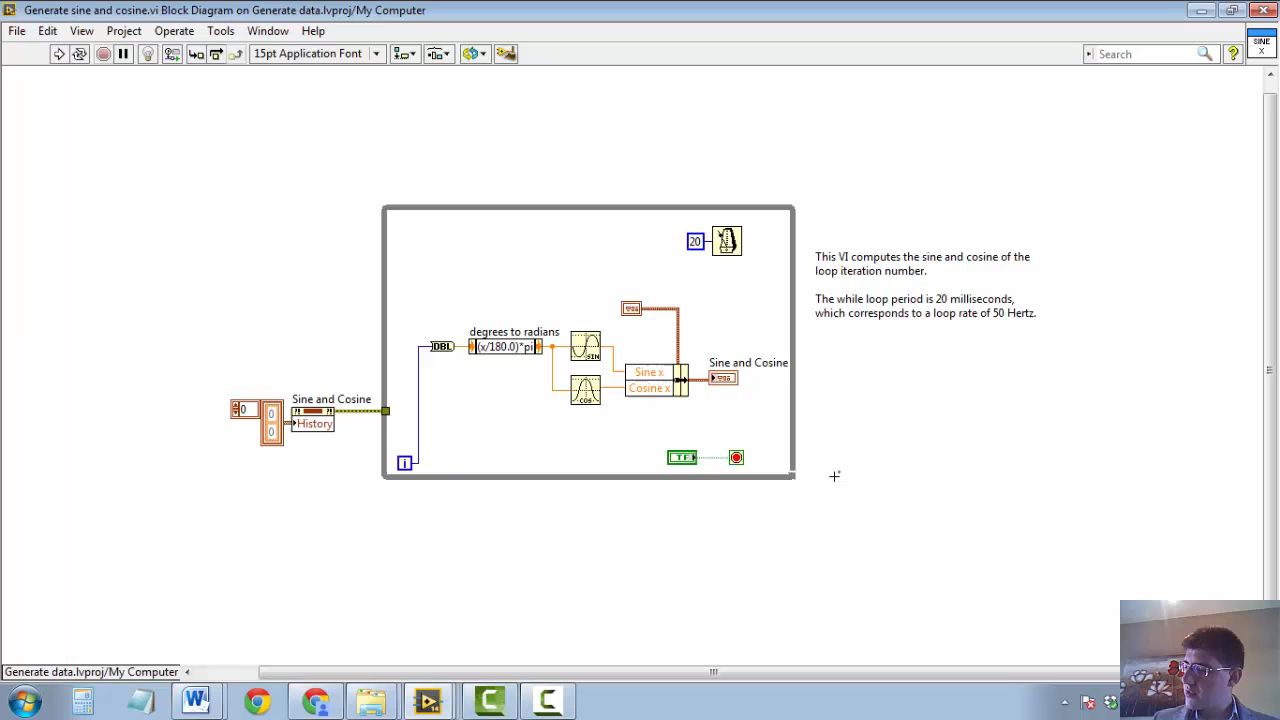 Generate sine and cosine.vi Block Diagram on Generate data.lvproj/My Computer
File Edit View Project Operate Tools Window Help
15pt Application Font
Search
SINE
X
20
This VI computes the sine and cosine of the
loop iteration number.
The while loop period is 20 milliseconds,
which corresponds to a loop rate of 50 Hertz.
degrees to radians
DBL
(x/180.0)*pi
SIN
COS
Sine x
Cosine x
Sine and Cosine
Sine and Cosine
0
0
0
History
i
TF
Generate data.lvproj/My Computer